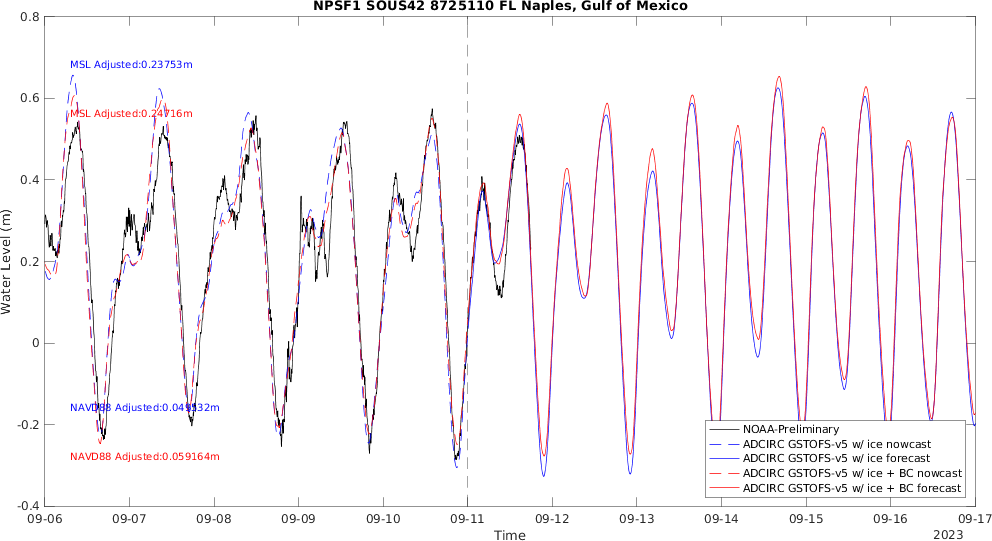 NPSF1 SOUS42 8725110 FL Naples, Gulf of Mexico
0.8
0.6
0.4
0.2
0
-0.2
-0.4
Water Level (m)
MSL Adjusted:0.23753m
MSL Adjusted:0.24716m
NAVD88 Adjusted:0.049532m
NAVD88 Adjusted:0.059164m
NOAA-Preliminary
ADCIRC GSTOFS-v5 w/ ice nowcast
ADCIRC GSTOFS-v5 w/ ice forecast
ADCIRC GSTOFS-v5 w/ ice + BC nowcast
ADCIRC GSTOFS-v5 w/ ice + BC forecast
09-06 09-07 09-08 09-09 09-10 09-11 09-12 09-13 09-14 09-15 09-16 09-17
Time
2023